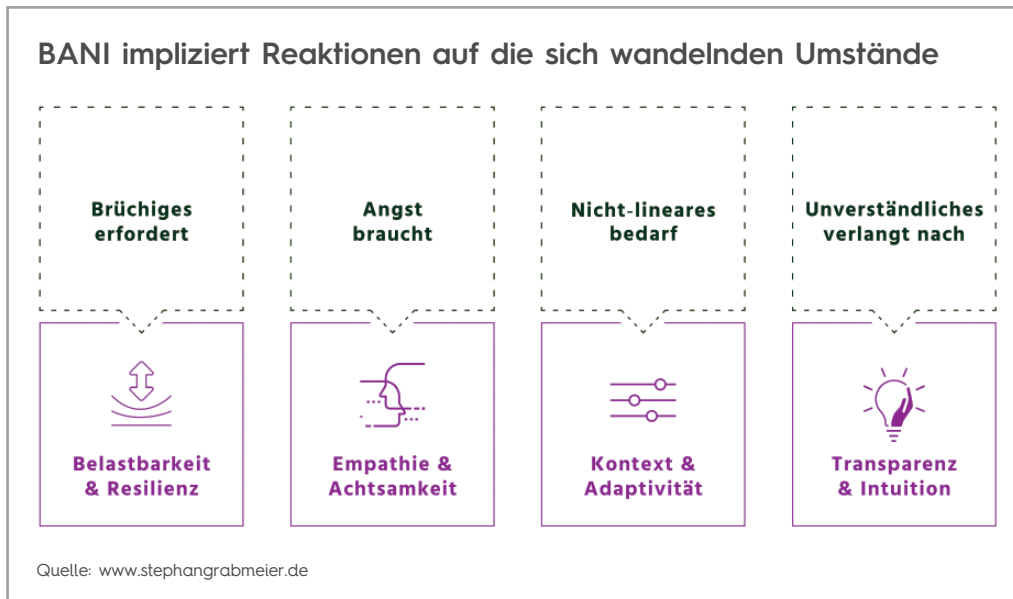 BANI impliziert Reaktionen auf die sich wandelnden Umstände
Brüchiges
erfordert
Angst
braucht
Nicht-lineares
bedarf
Unverständliches
verlangt nach
Belastbarkeit
& Resilienz
Empathie &
Achtsamkeit
Kontext &
Adaptivität
Transparenz
& Intuition
Quelle: www.stephangrabmeier.de